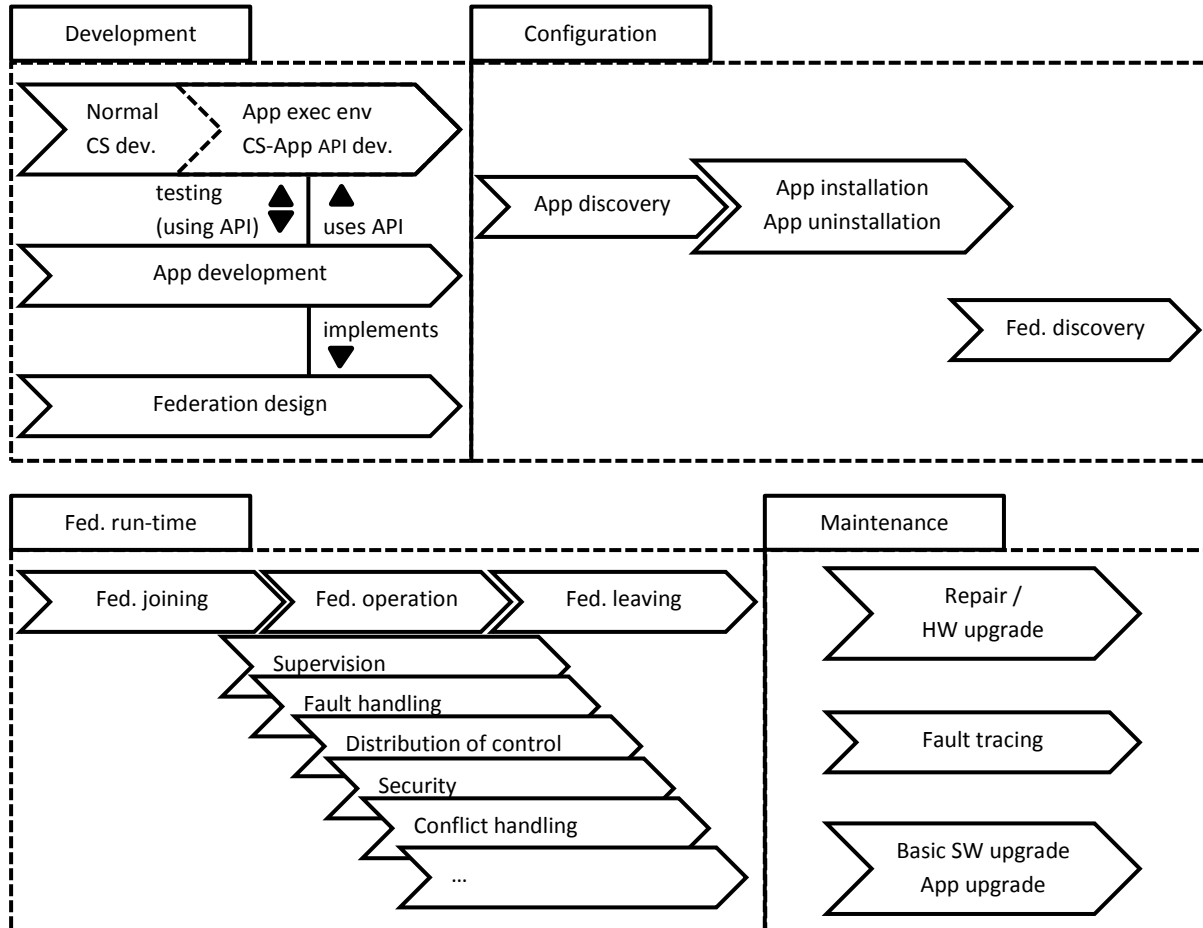 Development
Configuration
Normal
CS dev.
App exec env
CS-App API dev.
testing
(using API)
uses API
App development
implements
Federation design
App discovery
App installation
App uninstallation
Fed. discovery
Fed. run-time
Maintenance
Fed. joining
Fed. operation
Fed. leaving
Supervision
Fault handling
Distribution of control
Security
Conflict handling
...
Repair /
HW upgrade
Fault tracing
Basic SW upgrade
App upgrade